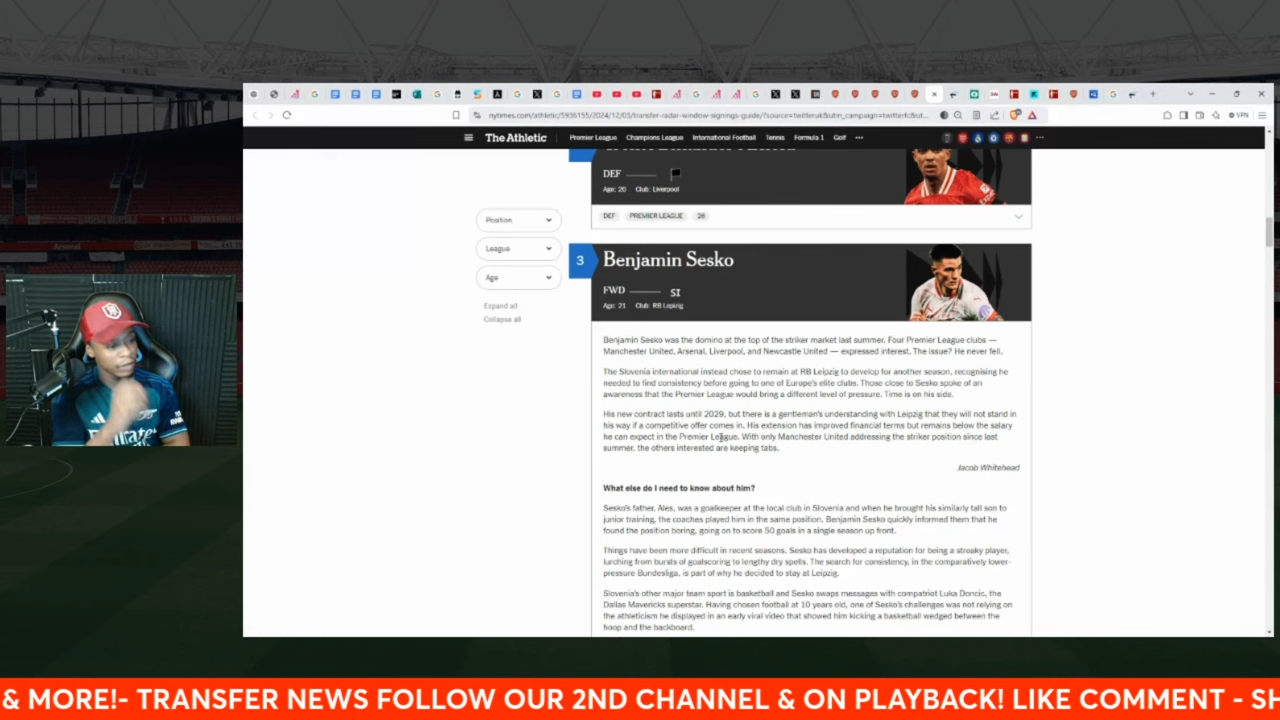 nytimes.com/athletic/5936155/2024/12/03/transfer-radar-window-signings-guide/?source=twitteruk&utm_campaign=twitterfc&ut...
VPN
The Athletic
Premier League Champions League International Football Tennis Formula 1 Golf
DEF
Age: 20 Club: Liverpool
DEF PREMIER LEAGUE 26
Position
League
Age
Expand all
Collapse all
3 Benjamin Sesko
FWD SI
Age: 21 Club: RB Leipzig
Benjamin Sesko was the domino at the top of the striker market last summer. Four Premier League clubs —
Manchester United, Arsenal, Liverpool, and Newcastle United — expressed interest. The issue? He never fell.
The Slovenia international instead chose to remain at RB Leipzig to develop for another season, recognising he
needed to find consistency before going to one of Europe's elite clubs. Those close to Sesko spoke of an
awareness that the Premier League would bring a different level of pressure. Time is on his side.
His new contract lasts until 2029, but there is a gentleman's understanding with Leipzig that they will not stand in
his way if a competitive offer comes in. His extension has improved financial terms but remains below the salary
he can expect in the Premier League. With only Manchester United addressing the striker position since last
summer, the others interested are keeping tabs.
Jacob Whitehead
What else do I need to know about him?
Sesko's father, Ales, was a goalkeeper at the local club in Slovenia and when he brought his similarly tall son to
junior training, the coaches played him in the same position. Benjamin Sesko quickly informed them that he
found the position boring, going on to score 50 goals in a single season up front.
Things have been more difficult in recent seasons. Sesko has developed a reputation for being a streaky player,
lurching from bursts of goalscoring to lengthy dry spells. The search for consistency, in the comparatively lower-
pressure Bundesliga, is part of why he decided to stay at Leipzig.
Slovenia's other major team sport is basketball and Sesko swaps messages with compatriot Luka Doncic, the
Dallas Mavericks superstar. Having chosen football at 10 years old, one of Sesko's challenges was not relying on
the athleticism he displayed in an early viral video that showed him kicking a basketball wedged between the
hoop and the backboard.
& MORE!- TRANSFER NEWS FOLLOW OUR 2ND CHANNEL & ON PLAYBACK! LIKE COMMENT - SH